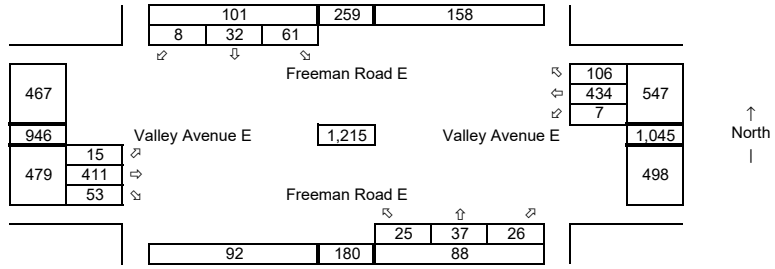 101 259 158
8 32 61
Freeman Road E
467
106
434 547
7
↑
946 Valley Avenue E 1,215 Valley Avenue E 1,045 North
|
15
479 411
53
498
Freeman Road E
25 37 26
92 180 88